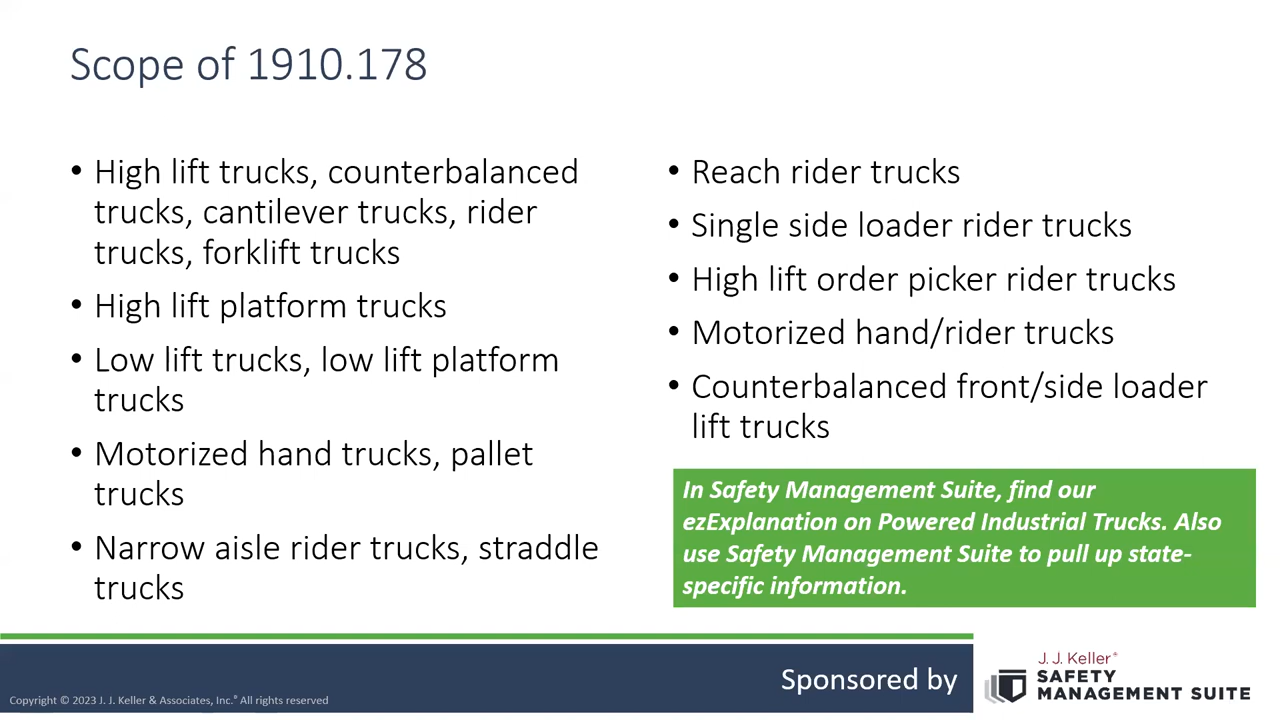 Scope of 1910.178
• High lift trucks, counterbalanced
trucks, cantilever trucks, rider
trucks, forklift trucks
• High lift platform trucks
• Low lift trucks, low lift platform
trucks
• Motorized hand trucks, pallet
trucks
• Narrow aisle rider trucks, straddle
trucks
• Reach rider trucks
• Single side loader rider trucks
• High lift order picker rider trucks
• Motorized hand/rider trucks
• Counterbalanced front/side loader
lift trucks
In Safety Management Suite, find our
ezExplanation on Powered Industrial Trucks. Also
use Safety Management Suite to pull up state-
specific information.
Sponsored by
J. J. Keller®
SAFETY
MANAGEMENT SUITE
Copyright © 2023 J. J. Keller & Associates, Inc.® All rights reserved